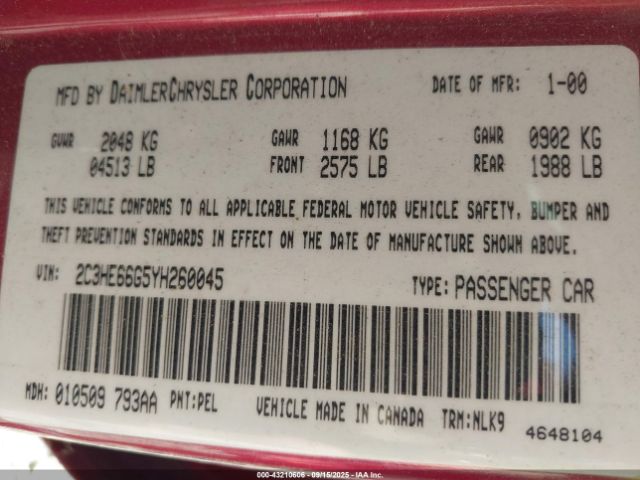 MFD BY DAIMLERCHRYSLER CORPORATION DATE OF MFR: 1-00
GVWR 2048 KG GAWR 1168 KG GAWR 0902 KG
04513 LB FRONT 2575 LB REAR 1988 LB
THIS VEHICLE CONFORMS TO ALL APPLICABLE FEDERAL MOTOR VEHICLE SAFETY, BUMPER AND
THEFT PREVENTION STANDARDS IN EFFECT ON THE DATE OF MANUFACTURE SHOWN ABOVE.
VIN: 2C3HE66G5YH260045 TYPE: PASSENGER CAR
MDH: 010509 793AA PNT:PEL VEHICLE MADE IN CANADA TRM:NLK9
4648104
00-43210606 - 09/15/2025 - © IAA, Inc.